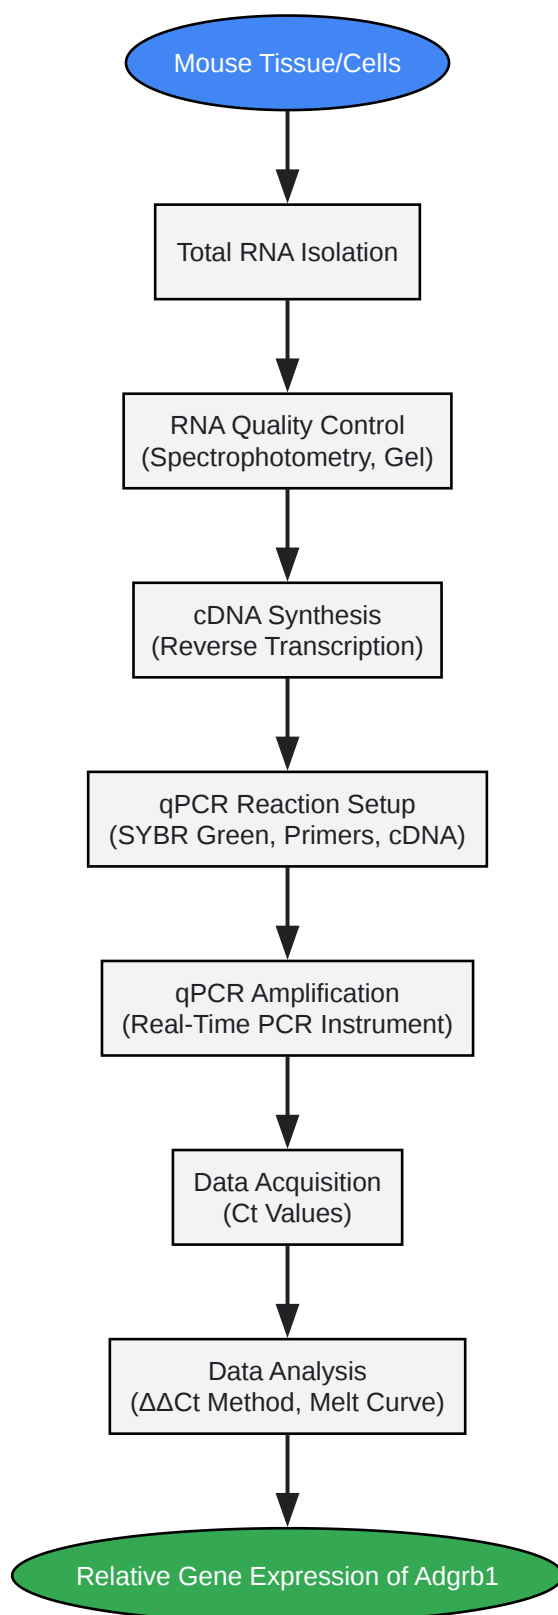 Mouse Tissue/Cells
Total RNA Isolation
RNA Quality Control
(Spectrophotometry, Gel)
cDNA Synthesis
(Reverse Transcription)
qPCR Reaction Setup
(SYBR Green, Primers, cDNA)
qPCR Amplification
(Real-Time PCR Instrument)
Data Acquisition
(Ct Values)
Data Analysis
(ΔΔCt Method, Melt Curve)
Relative Gene Expression of Adgrb1